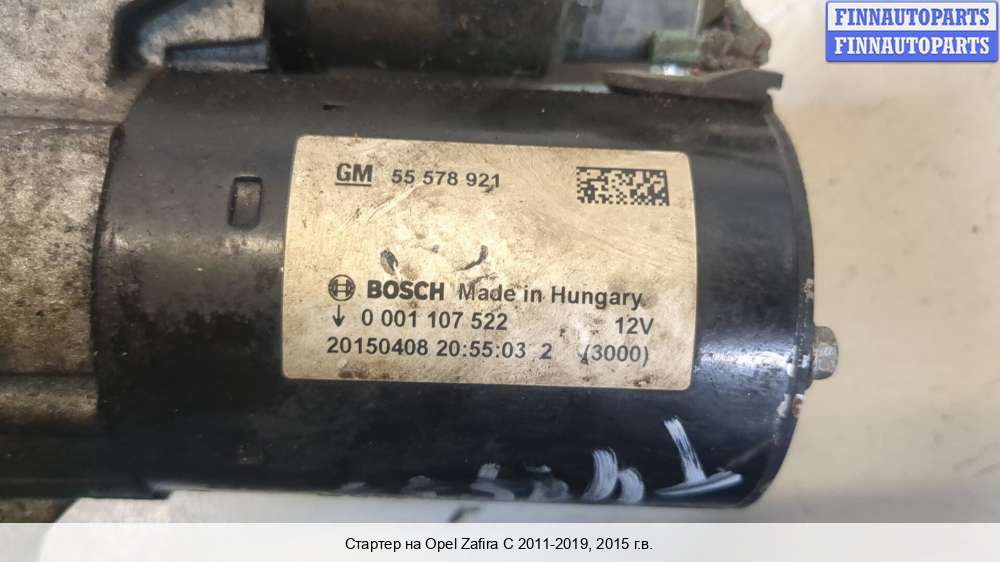 FINNAUTOPARTS
FINNAUTOPARTS
GM 55 578 921
BOSCH Made in Hungary
0 001 107 522 12V
20150408 20:55:03 2 (3000)
Стартер на Opel Zafira C 2011-2019, 2015 г.в.